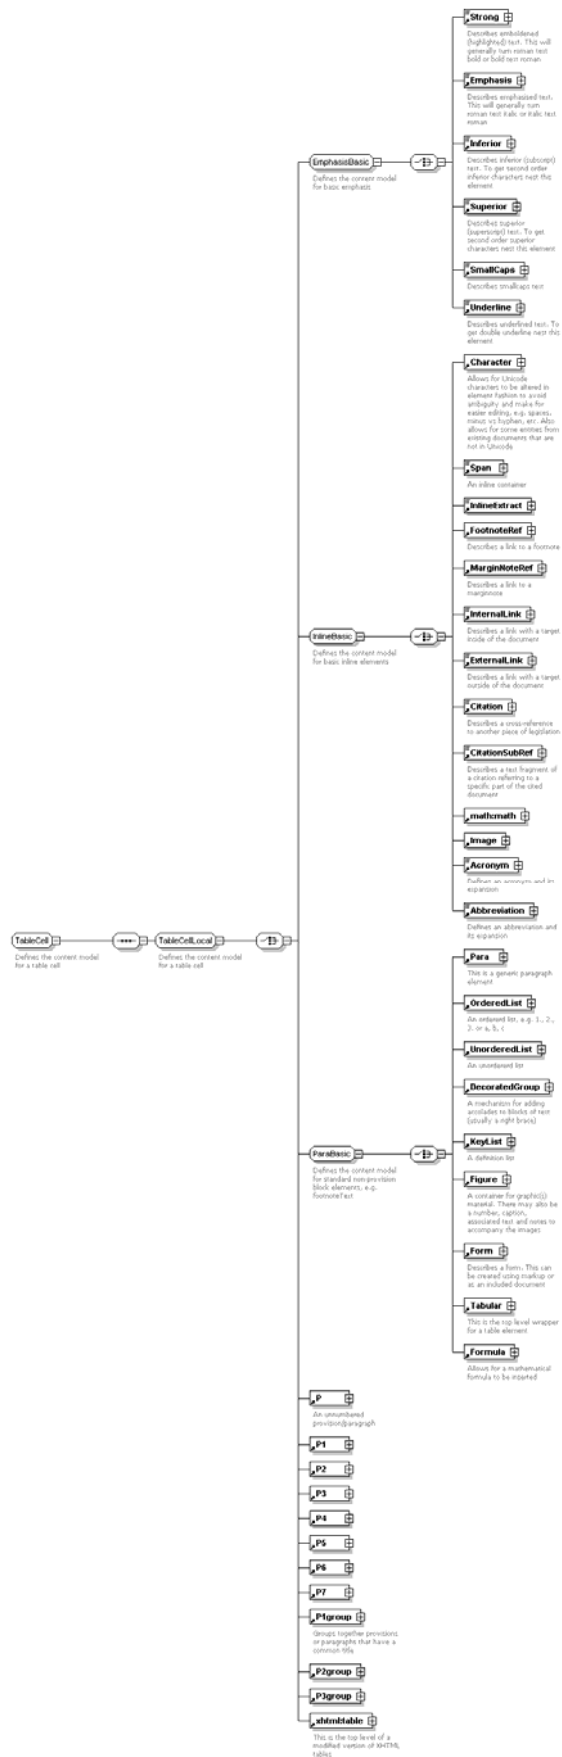 Strong
Describes emboldened
(highlighted) text. This will
generally turn roman text
bold or bold text roman
Emphasis
Describes emphasised text.
This will generally turn
roman text italic or italic text
roman
Inferior
Describes inferior (subscript)
text. To get second order
inferior characters nest this
element
Superior
Describes superior
(superscript) text. To get
second order superior
characters nest this element
SmallCaps
Describes smallcaps text
Underline
Describes underlined text. To
get double underline nest this
element
EmphasisBasic
Defines the content model
for basic emphasis
Character
Allows for Unicode
characters to be altered in
element fashion to avoid
ambiguity and make for
easier editing, e.g. spaces,
minus vs hyphen, etc. Also
allows for some entities from
existing documents that are
not in Unicode
Span
An inline container
InlineExtract
FootnoteRef
Describes a link to a footnote
MarginNoteRef
Describes a link to a
marginnote
InternalLink
Describes a link with a target
inside of the document
ExternalLink
Describes a link with a target
outside of the document
Citation
Describes a cross-reference
to another piece of legislation
CitationSubRef
Describes a text fragment of
a citation referring to a
specific part of the cited
document
math:math
Image
Acronym
Defines an acronym and its
expansion
Abbreviation
Defines an abbreviation and
its expansion
InlineBasic
Defines the content model
for basic inline elements
TableCell
Defines the content model
for a table cell
TableCellLocal
Defines the content model
for a table cell
Para
This is a generic paragraph
element
OrderedList
An ordererd list, e.g. 1., 2.,
3. or a, b, c
UnorderedList
An unordererd list
DecoratedGroup
A mechanism for adding
accolades to blocks of text
(usually a right brace)
KeyList
A definition list
Figure
A container for graphic(s)
material. There may also be
a number, caption,
associated text and notes to
accompany the images
Form
Describes a form. This can
be created using markup or
as an included document
Tabular
This is the top level wrapper
for a table element
Formula
Allows for a mathematical
formula to be inserted
ParaBasic
Defines the content model
for standard non-provision
block elements, e.g.
footnoteText
P
An unnumbered
provision/paragraph
P1
P2
P3
P4
P5
P6
P7
P1group
Groups together provisions
or paragraphs that have a
common title
P2group
P3group
xhtml:table
This is the top level of a
modified version of XHTML
tables